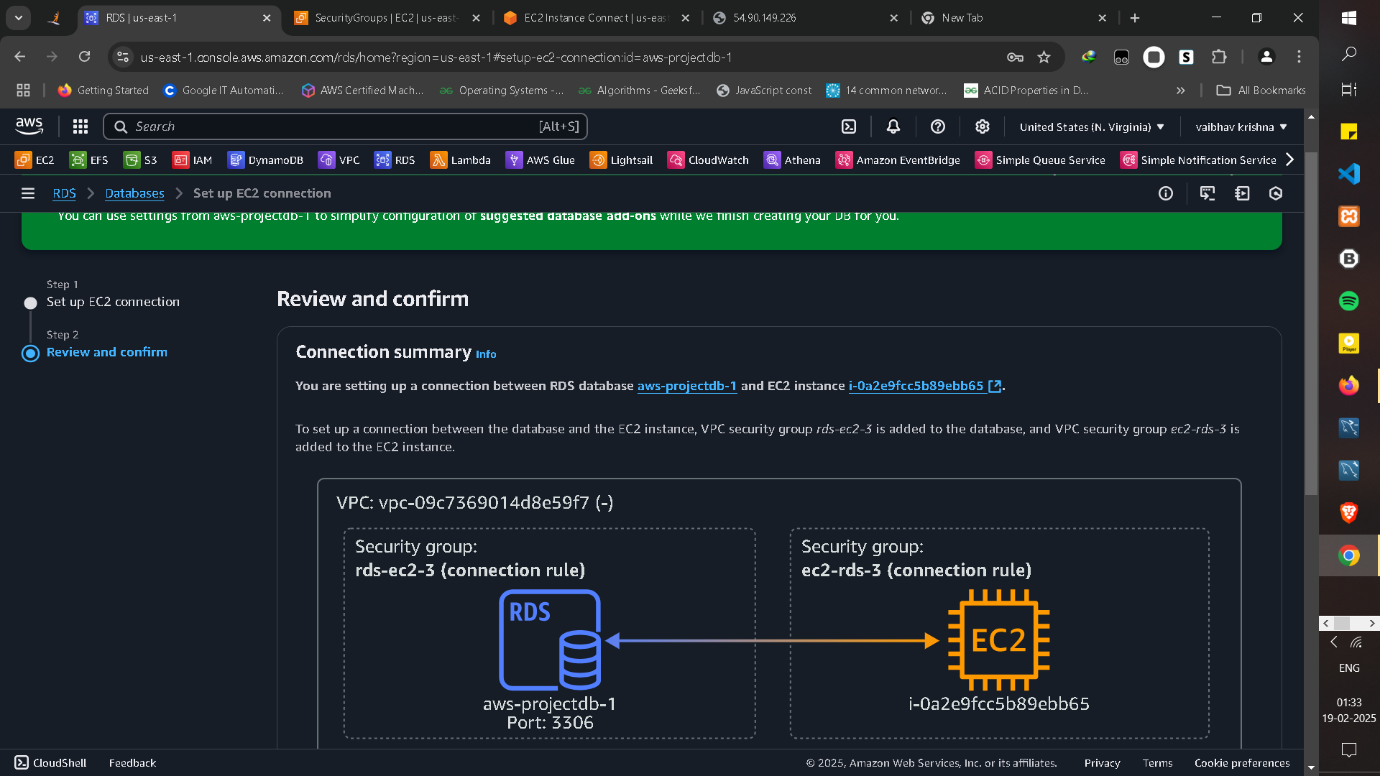 RDS | us-east-1
SecurityGroups | EC2 | us-east-
EC2 Instance Connect | us-eas
54.90.149.226
New Tab
us-east-1.console.aws.amazon.com/rds/home?region=us-east-1#setup-ec2-connection:id=aws-projectdb-1
Getting Started
Google IT Automati...
AWS Certified Mach...
Operating Systems -...
Algorithms - Geeksf...
JavaScript const
14 common networ...
ACID Properties in D...
»
All Bookmarks
aws
Search
[Alt+S]
United States (N. Virginia)
vaibhav krishna
EC2
EFS
S3
IAM
DynamoDB
VPC
RDS
Lambda
AWS Glue
Lightsail
CloudWatch
Athena
Amazon EventBridge
Simple Queue Service
Simple Notification Service
RDS
Databases
Set up EC2 connection
You can use settings from aws-projectdb-1 to simplify configuration of suggested database add-ons while we finish creating your DB for you.
Step 1
Set up EC2 connection
Step 2
Review and confirm
Review and confirm
Connection summary Info
You are setting up a connection between RDS database aws-projectdb-1 and EC2 instance i-0a2e9fcc5b89ebb65.
To set up a connection between the database and the EC2 instance, VPC security group rds-ec2-3 is added to the database, and VPC security group ec2-rds-3 is
added to the EC2 instance.
VPC: vpc-09c7369014d8e59f7 (-)
Security group:
rds-ec2-3 (connection rule)
Security group:
ec2-rds-3 (connection rule)
RDS
EC2
aws-projectdb-1
Port: 3306
i-0a2e9fcc5b89ebb65
CloudShell
Feedback
© 2025, Amazon Web Services, Inc. or its affiliates.
Privacy
Terms
Cookie preferences
ENG
01:33
19-02-2025